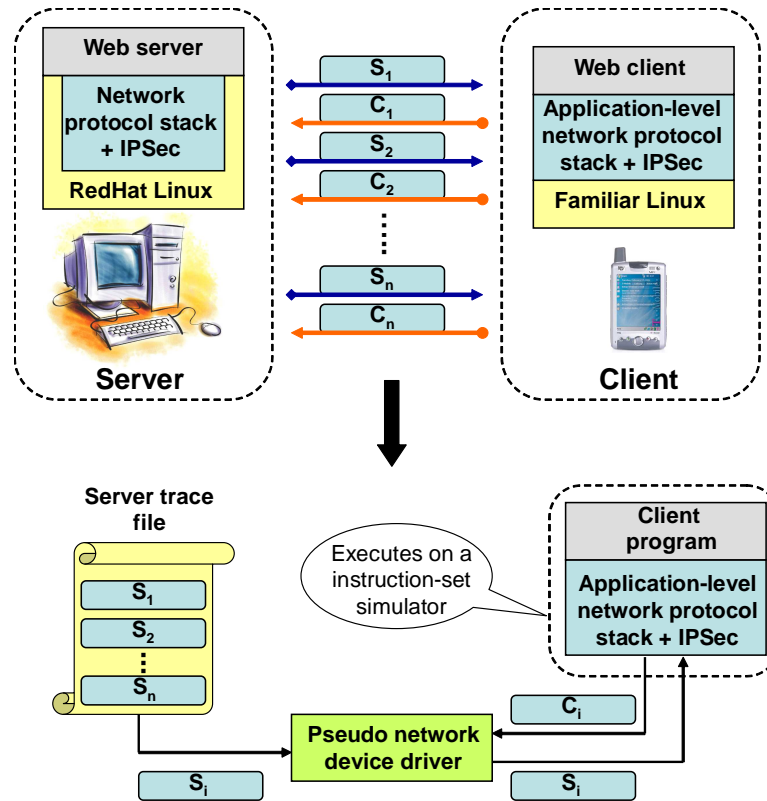 Web server
Network
protocol stack
+ IPSec
RedHat Linux
Server
S1
C1
S2
C2
Sn
Cn
Web client
Application-level
network protocol
stack + IPSec
Familiar Linux
Client
Server trace
file
S1
S2
Sn
Executes on a
instruction-set
simulator
Client
program
Application-level
network protocol
stack + IPSec
Ci
Pseudo network
device driver
Si
Si